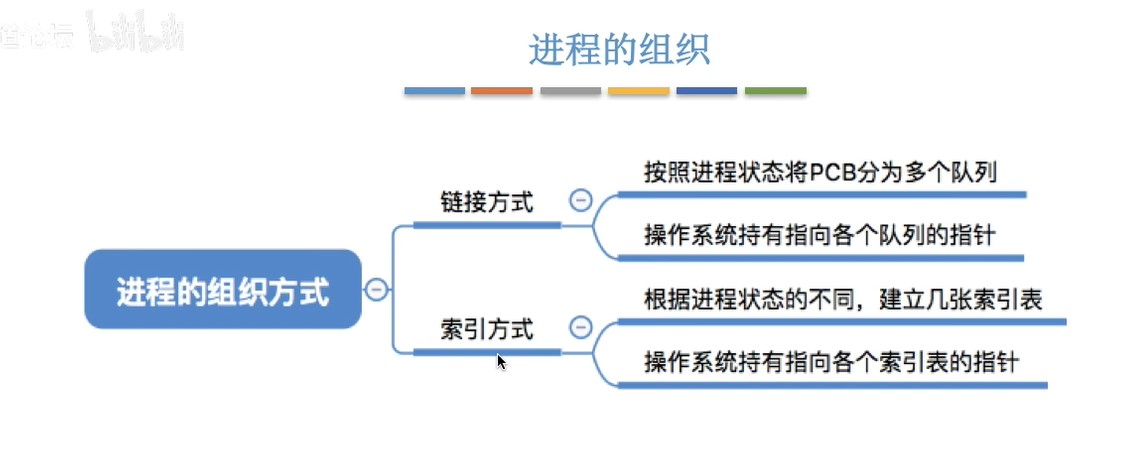 bilibili
进程的组织
按照进程状态将PCB分为多个队列
链接方式
操作系统持有指向各个队列的指针
进程的组织方式
根据进程状态的不同，建立几张索引表
索引方式
操作系统持有指向各个索引表的指针